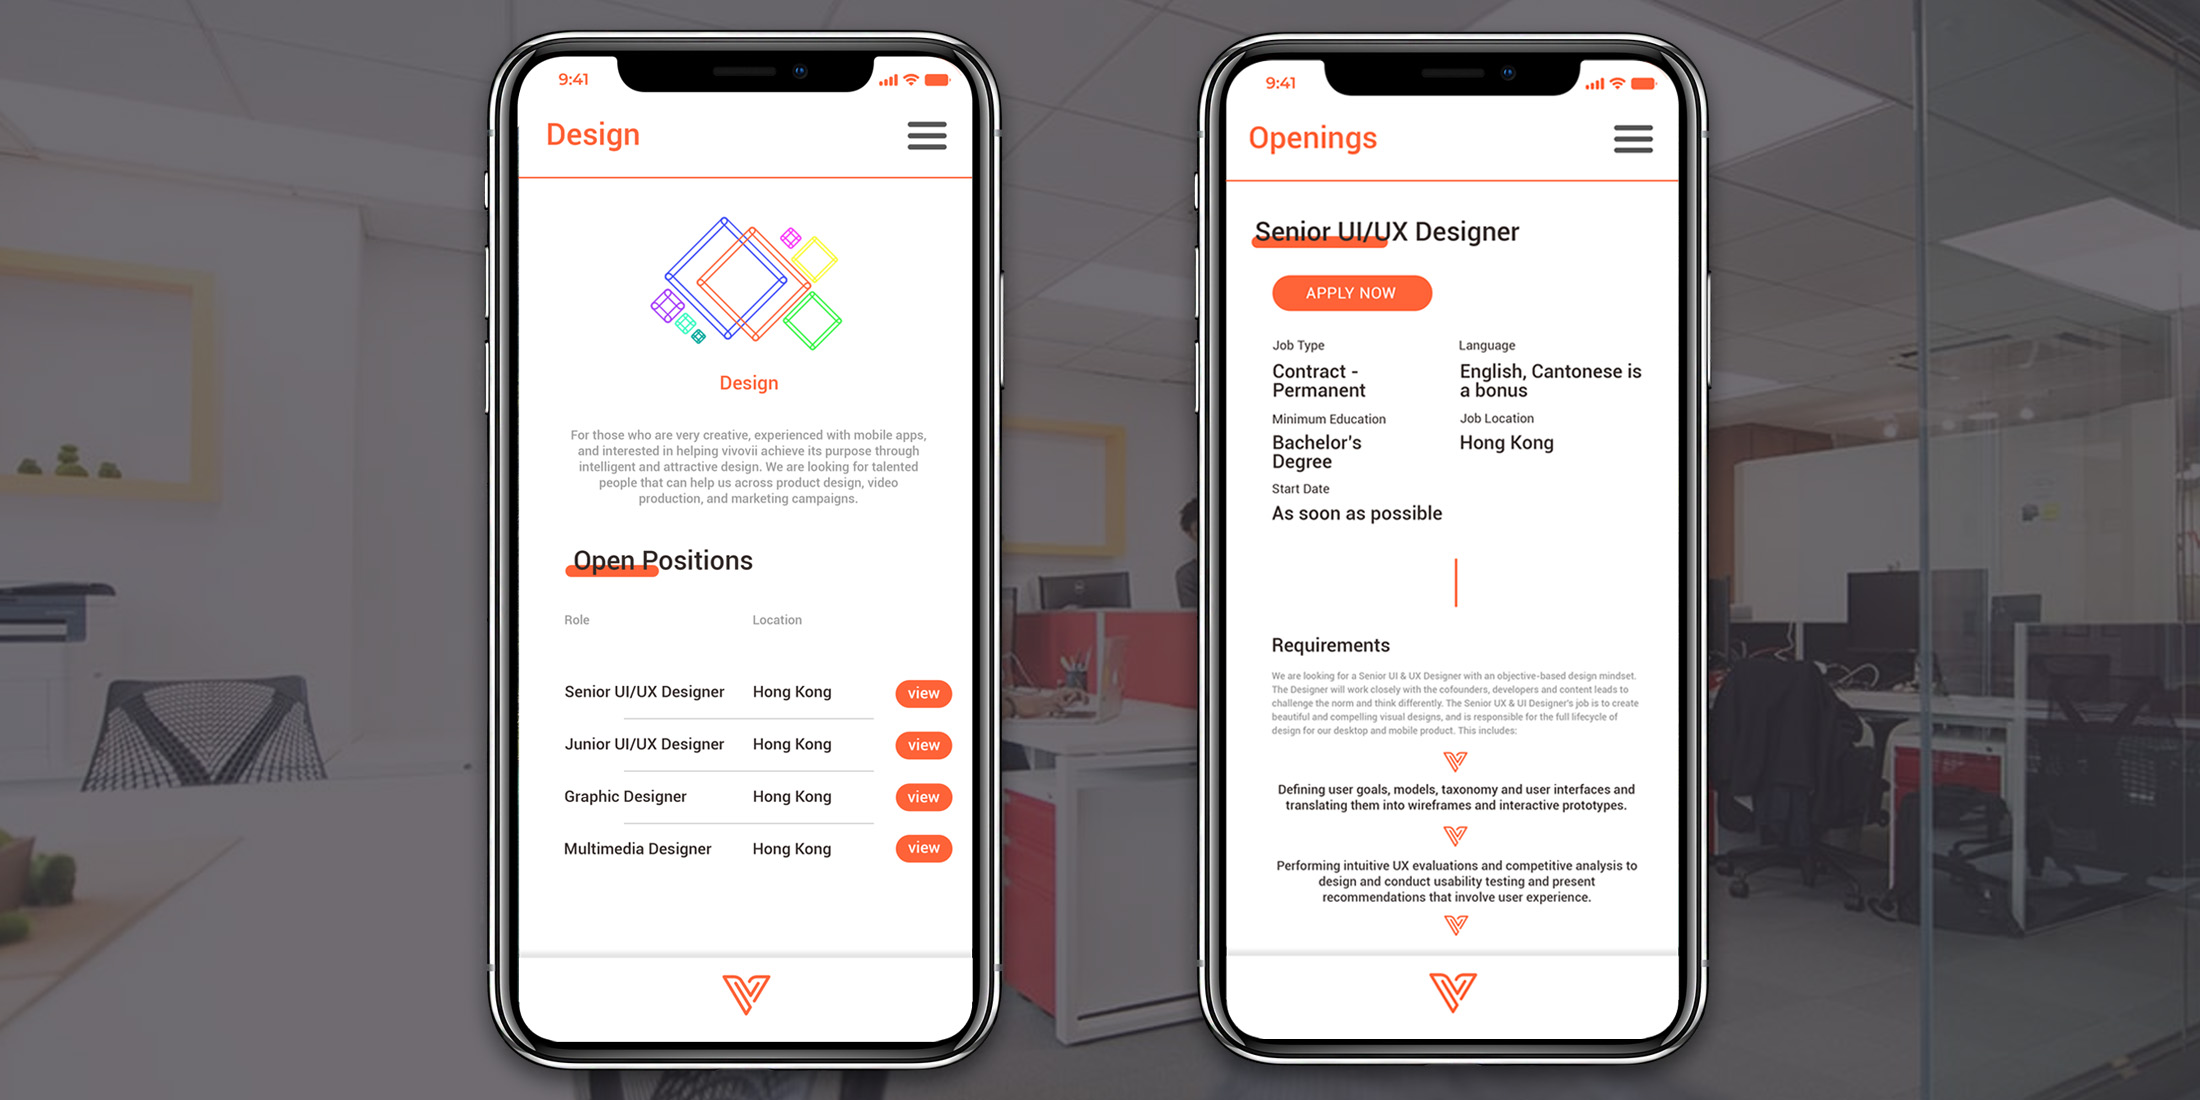 9:41
Design
Design
For those who are very creative, experienced with mobile apps,
and interested in helping vivovii achieve its purpose through
intelligent and attractive design. We are looking for talented
people that can help us across product design, video
production, and marketing campaigns.
Open Positions
Role Location
Senior UI/UX Designer Hong Kong view
Junior UI/UX Designer Hong Kong view
Graphic Designer Hong Kong view
Multimedia Designer Hong Kong view
9:41
Openings
Senior UI/UX Designer
APPLY NOW
Job Type Language
Contract - English, Cantonese is
Permanent a bonus
Minimum Education Job Location
Bachelor's Hong Kong
Degree
Start Date
As soon as possible
Requirements
We are looking for a Senior UI & UX Designer with an objective-based design mindset.
The Designer will work closely with the cofounders, developers and content leads to
challenge the norm and think differently. The Senior UX & UI Designer's job is to create
beautiful and compelling visual designs, and is responsible for the full lifecycle of
design for our desktop and mobile product. This includes:
Defining user goals, models, taxonomy and user interfaces and
translating them into wireframes and interactive prototypes.
Performing intuitive UX evaluations and competitive analysis to
design and conduct usability testing and present
recommendations that involve user experience.